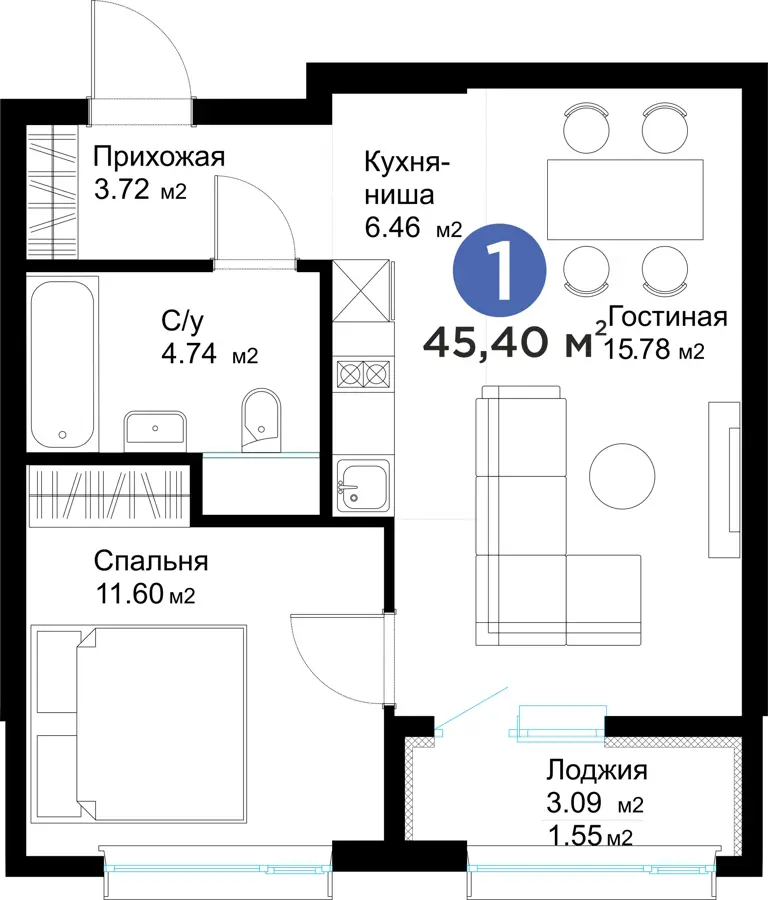 Прихожая
3.72 м2
Кухня-
ниша
6.46 м2
1
45,40 м²
Гостиная
15.78 м2
С/у
4.74 м2
Спальня
11.60 м2
Лоджия
3.09 м2
1.55 м2